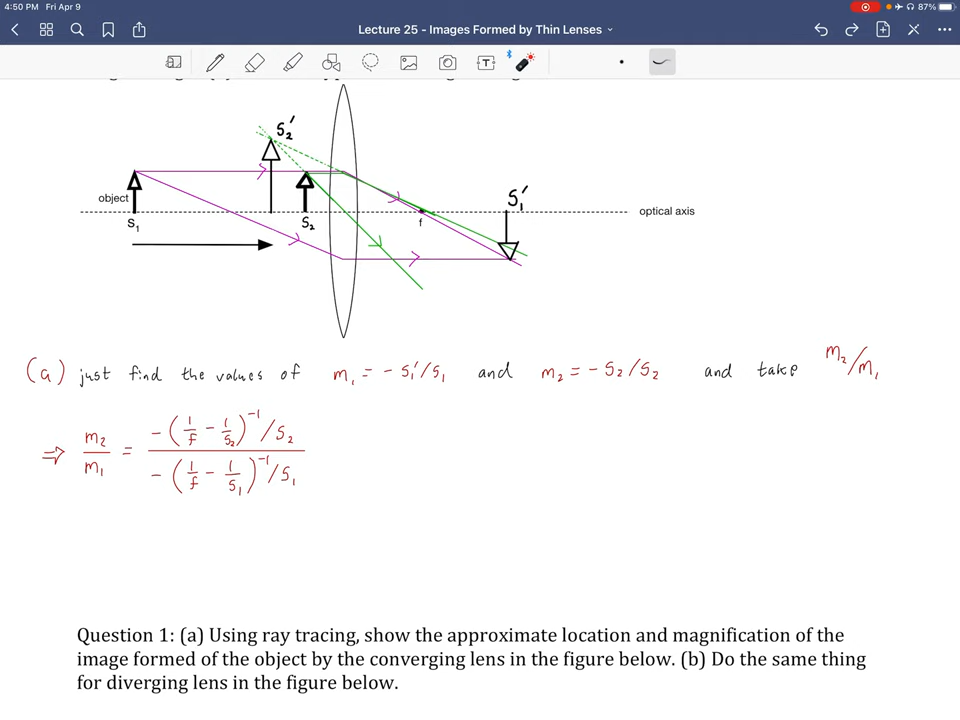 4:50 PM Fri Apr 9
87%
Lecture 25 - Images Formed by Thin Lenses
T
S₂'
object
S₁
S₂
f
S₁'
optical axis
(a) just find the values of m₁ = - S₁'/S₁ and m₂ = - S₂/S₂ and take m₂/m₁
⇒ m₂/m₁ = -(1/f - 1/S₂)⁻¹/S₂ / -(1/f - 1/S₁)⁻¹/S₁
Question 1: (a) Using ray tracing, show the approximate location and magnification of the
image formed of the object by the converging lens in the figure below. (b) Do the same thing
for diverging lens in the figure below.